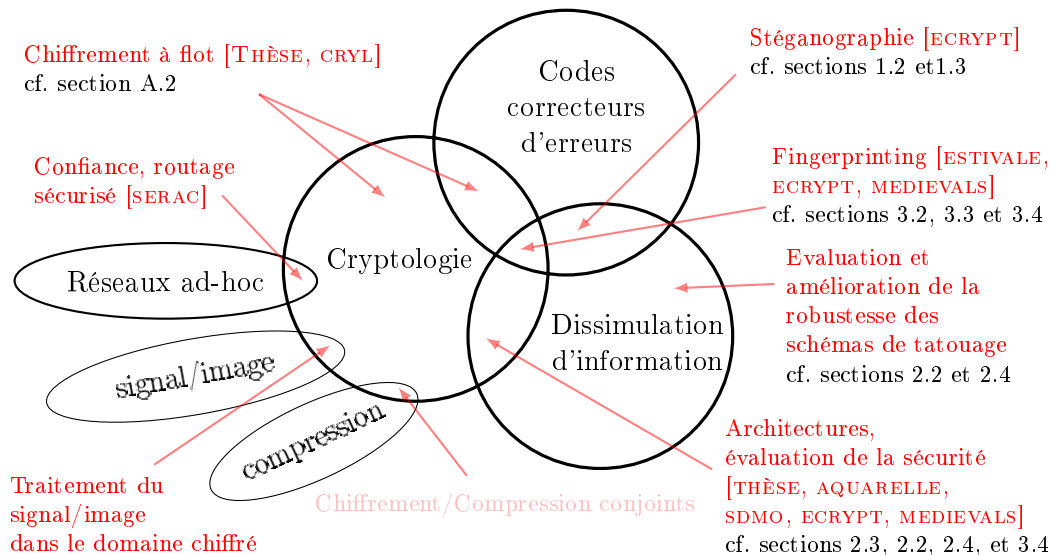 Chiffrement à flot [THÈSE, CRYL]
cf. section A.2
Codes
correcteurs
d'erreurs
Stéganographie [ECRYPT]
cf. sections 1.2 et1.3
Confiance, routage
sécurisé [SERAC]
Fingerprinting [ESTIVALE,
ECRYPT, MEDIEVALS]
cf. sections 3.2, 3.3 et 3.4
Cryptologie
Réseaux ad-hoc
Evaluation et
amélioration de la
robustesse des
schémas de tatouage
cf. sections 2.2 et 2.4
Dissimulation
d'information
signal/image
compression
Architectures,
évaluation de la sécurité
[THÈSE, AQUARELLE,
SDMO, ECRYPT, MEDIEVALS]
cf. sections 2.3, 2.2, 2.4, et 3.4
Traitement du
signal/image
dans le domaine chiffré
Chiffrement/Compression conjoints